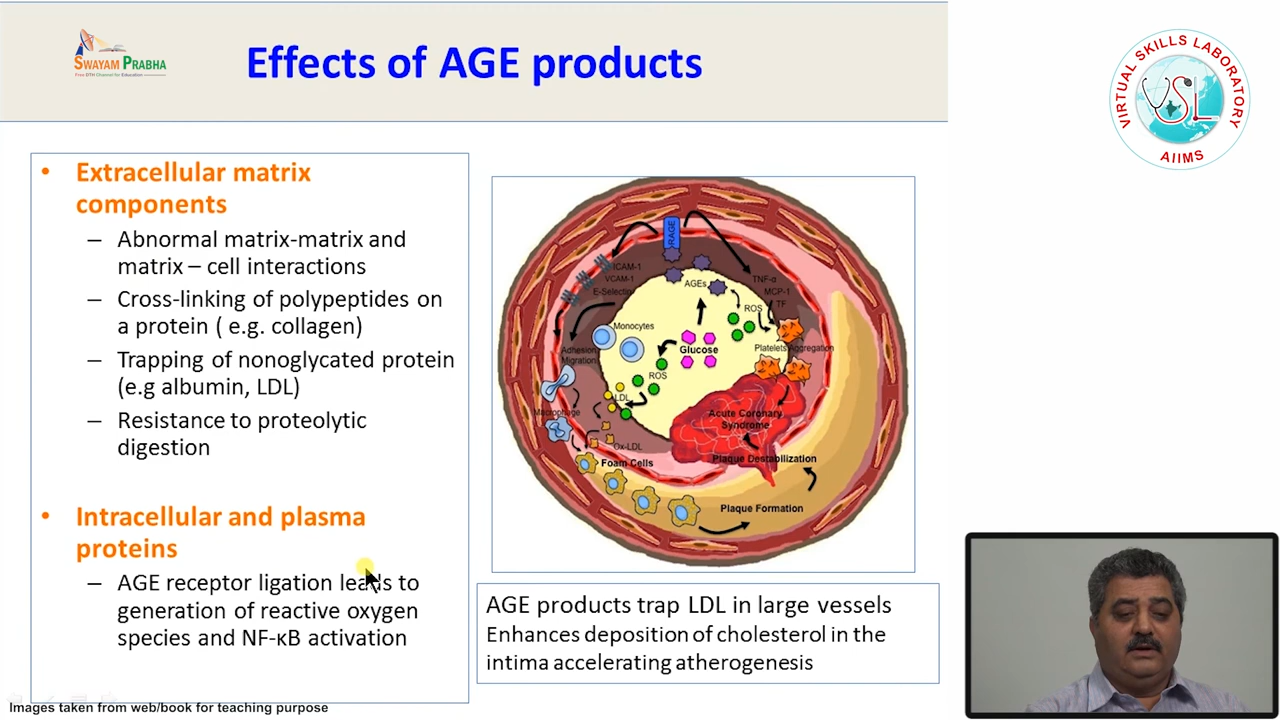 SWAYAM PRABHA
Free DTH Channel for Education
Effects of AGE products
VIRTUAL SKILLS LABORATORY
VSL
AIIMS
• Extracellular matrix
components
– Abnormal matrix-matrix and
matrix – cell interactions
– Cross-linking of polypeptides on
a protein ( e.g. collagen)
– Trapping of nonoglycated protein
(e.g albumin, LDL)
– Resistance to proteolytic
digestion
• Intracellular and plasma
proteins
– AGE receptor ligation leads to
generation of reactive oxygen
species and NF-κB activation
RAGE
ICAM-1
VCAM-1
E-Selectin
AGEs
TNF-α
MCP-1
TF
ROS
Monocytes
Glucose
Platelets Aggregation
Adhesion
Migration
ROS
LDL
Macrophage
Acute Coronary
Syndrome
Ox-LDL
Foam Cells
Plaque Destabilization
Plaque Formation
AGE products trap LDL in large vessels
Enhances deposition of cholesterol in the
intima accelerating atherogenesis
Images taken from web/book for teaching purpose